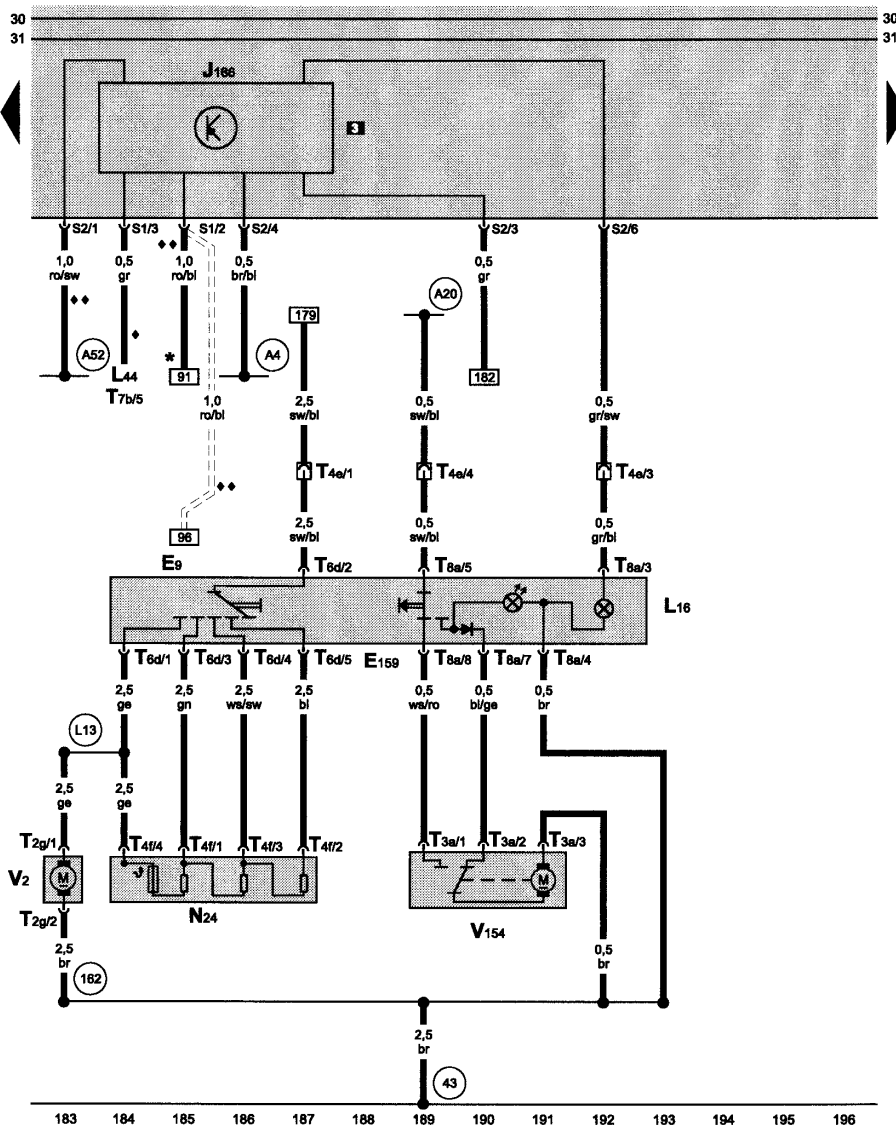 30 30
31 31
J166
3
S2/1 S1/3 S1/2 S2/4 S2/3 S2/6
1,0 0,5 1,0 0,5 0,5 0,5
ro/sw gr ro/bl br/bl gr
A20
179
A52 * A4
L44 91 182
T7b/5
1,0 2,5 0,5 0,5
ro/bl sw/bl sw/bl gr/sw
T4e/1 T4e/4 T4e/3
2,5 0,5 0,5
96 sw/bl sw/bl gr/bl
E9 T6d/2 T8a/5 T8a/3
L16
T6d/1 T6d/3 T6d/4 T6d/5 E159 T8a/8 T8a/7 T8a/4
2,5 2,5 2,5 2,5 0,5 0,5 0,5
ge gn ws/sw bl ws/ro bl/ge br
L13
2,5 2,5
ge ge
T2g/1 T4f/4 T4f/1 T4f/3 T4f/2 T3a/1 T3a/2 T3a/3
V2 M M
N24
T2g/2 V154
2,5 0,5
br br
162
2,5
br
43
183 184 185 186 187 188 189 190 191 192 193 194 195 196